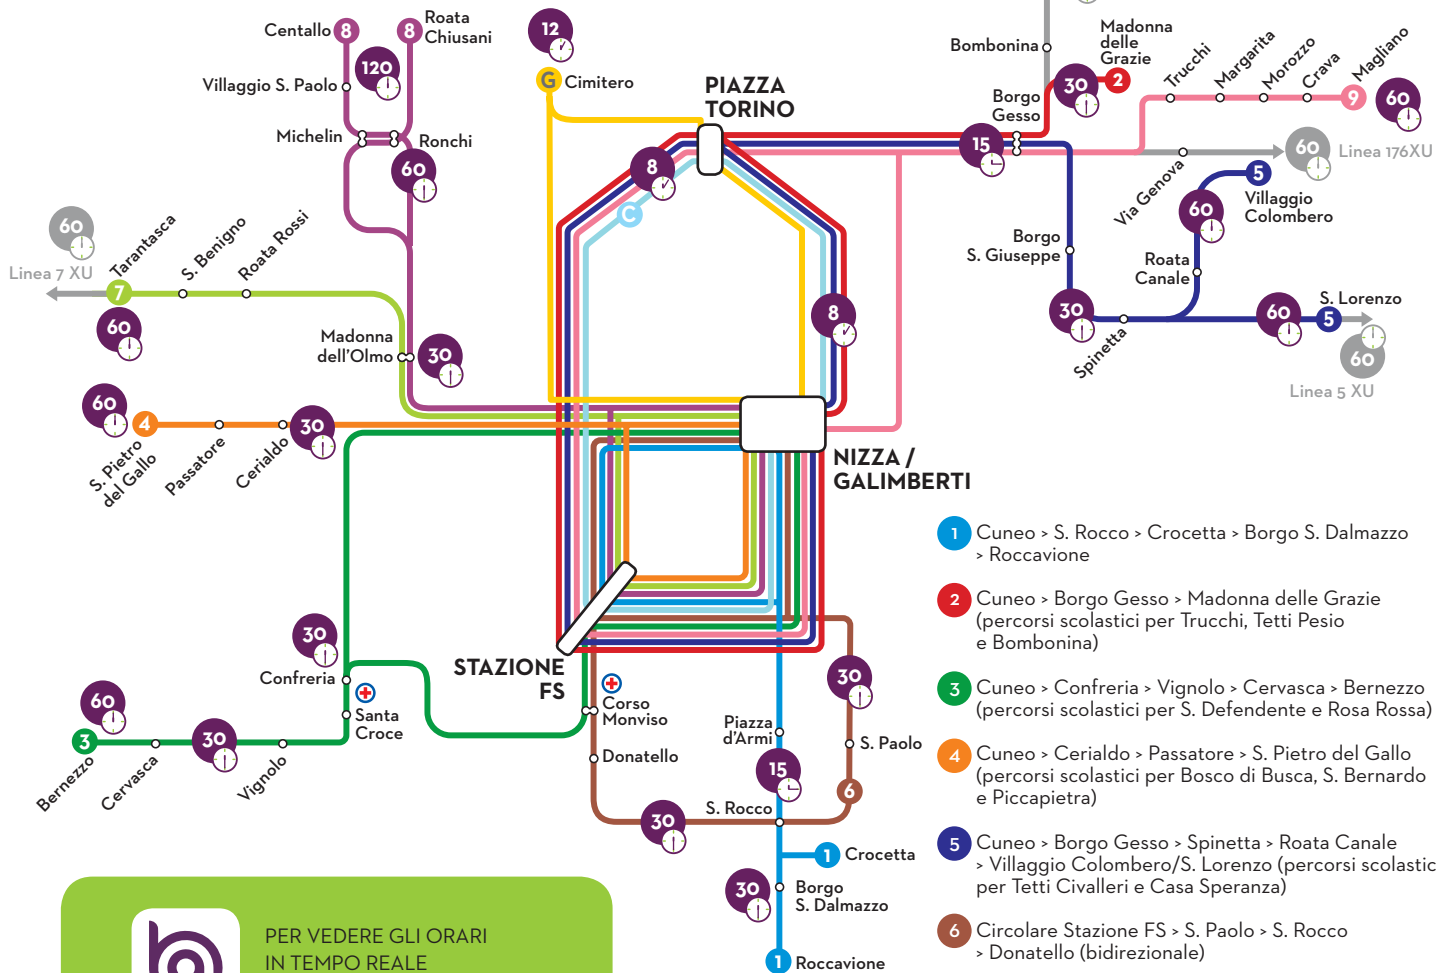 Centallo
8
8
Roata
Chiusani
120
Villaggio S. Paolo
Michelin
Ronchi
60
12
G
Cimitero
PIAZZA
TORINO
8
C
8
Bombonina
Madonna
delle
Grazie
30
2
Borgo
Gesso
15
Trucchi
Margarita
Morozzo
Crava
Magliano
9
60
60
Linea 176XU
Via Genova
60
5
Villaggio
Colombero
Borgo
S. Giuseppe
Roata
Canale
30
Spinetta
60
S. Lorenzo
5
60
Linea 5 XU
60
Linea 7 XU
Tarantasca
S. Benigno
Roata Rossi
7
60
Madonna
dell'Olmo
30
60
4
S. Pietro
del Gallo
Passatore
Cerialdo
30
NIZZA /
GALIMBERTI
STAZIONE
FS
30
Confreria
Santa
Croce
60
3
30
Bernezzo
Cervasca
Vignolo
Corso
Monviso
Donatello
Piazza
d'Armi
30
S. Paolo
15
6
S. Rocco
30
1
Crocetta
30
Borgo
S. Dalmazzo
1
Roccavione
1 Cuneo > S. Rocco > Crocetta > Borgo S. Dalmazzo
> Roccavione
2 Cuneo > Borgo Gesso > Madonna delle Grazie
(percorsi scolastici per Trucchi, Tetti Pesio
e Bombonina)
3 Cuneo > Confreria > Vignolo > Cervasca > Bernezzo
(percorsi scolastici per S. Defendente e Rosa Rossa)
4 Cuneo > Cerialdo > Passatore > S. Pietro del Gallo
(percorsi scolastici per Bosco di Busca, S. Bernardo
e Piccapietra)
5 Cuneo > Borgo Gesso > Spinetta > Roata Canale
> Villaggio Colombero/S. Lorenzo (percorsi scolastic
per Tetti Civalleri e Casa Speranza)
6 Circolare Stazione FS > S. Paolo > S. Rocco
> Donatello (bidirezionale)
PER VEDERE GLI ORARI
IN TEMPO REALE